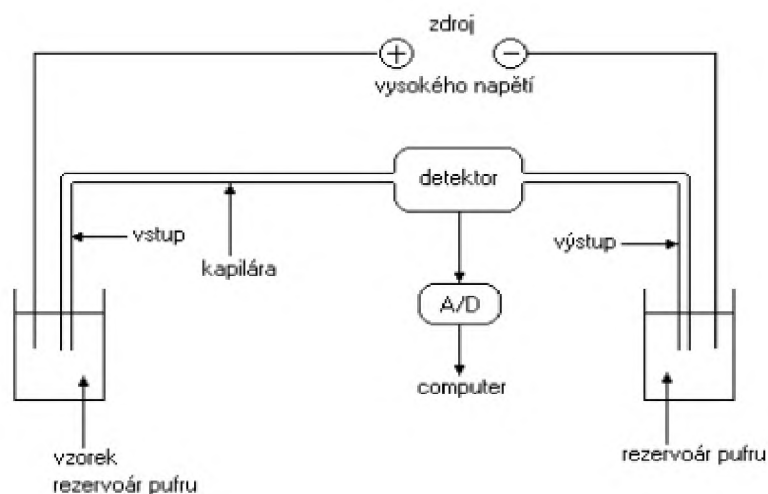 zdroj
+ −
vysokého napětí
detektor
vstup
výstup
kapilára
A/D
computer
vzorek
rezervoár pufru
rezervoár pufru